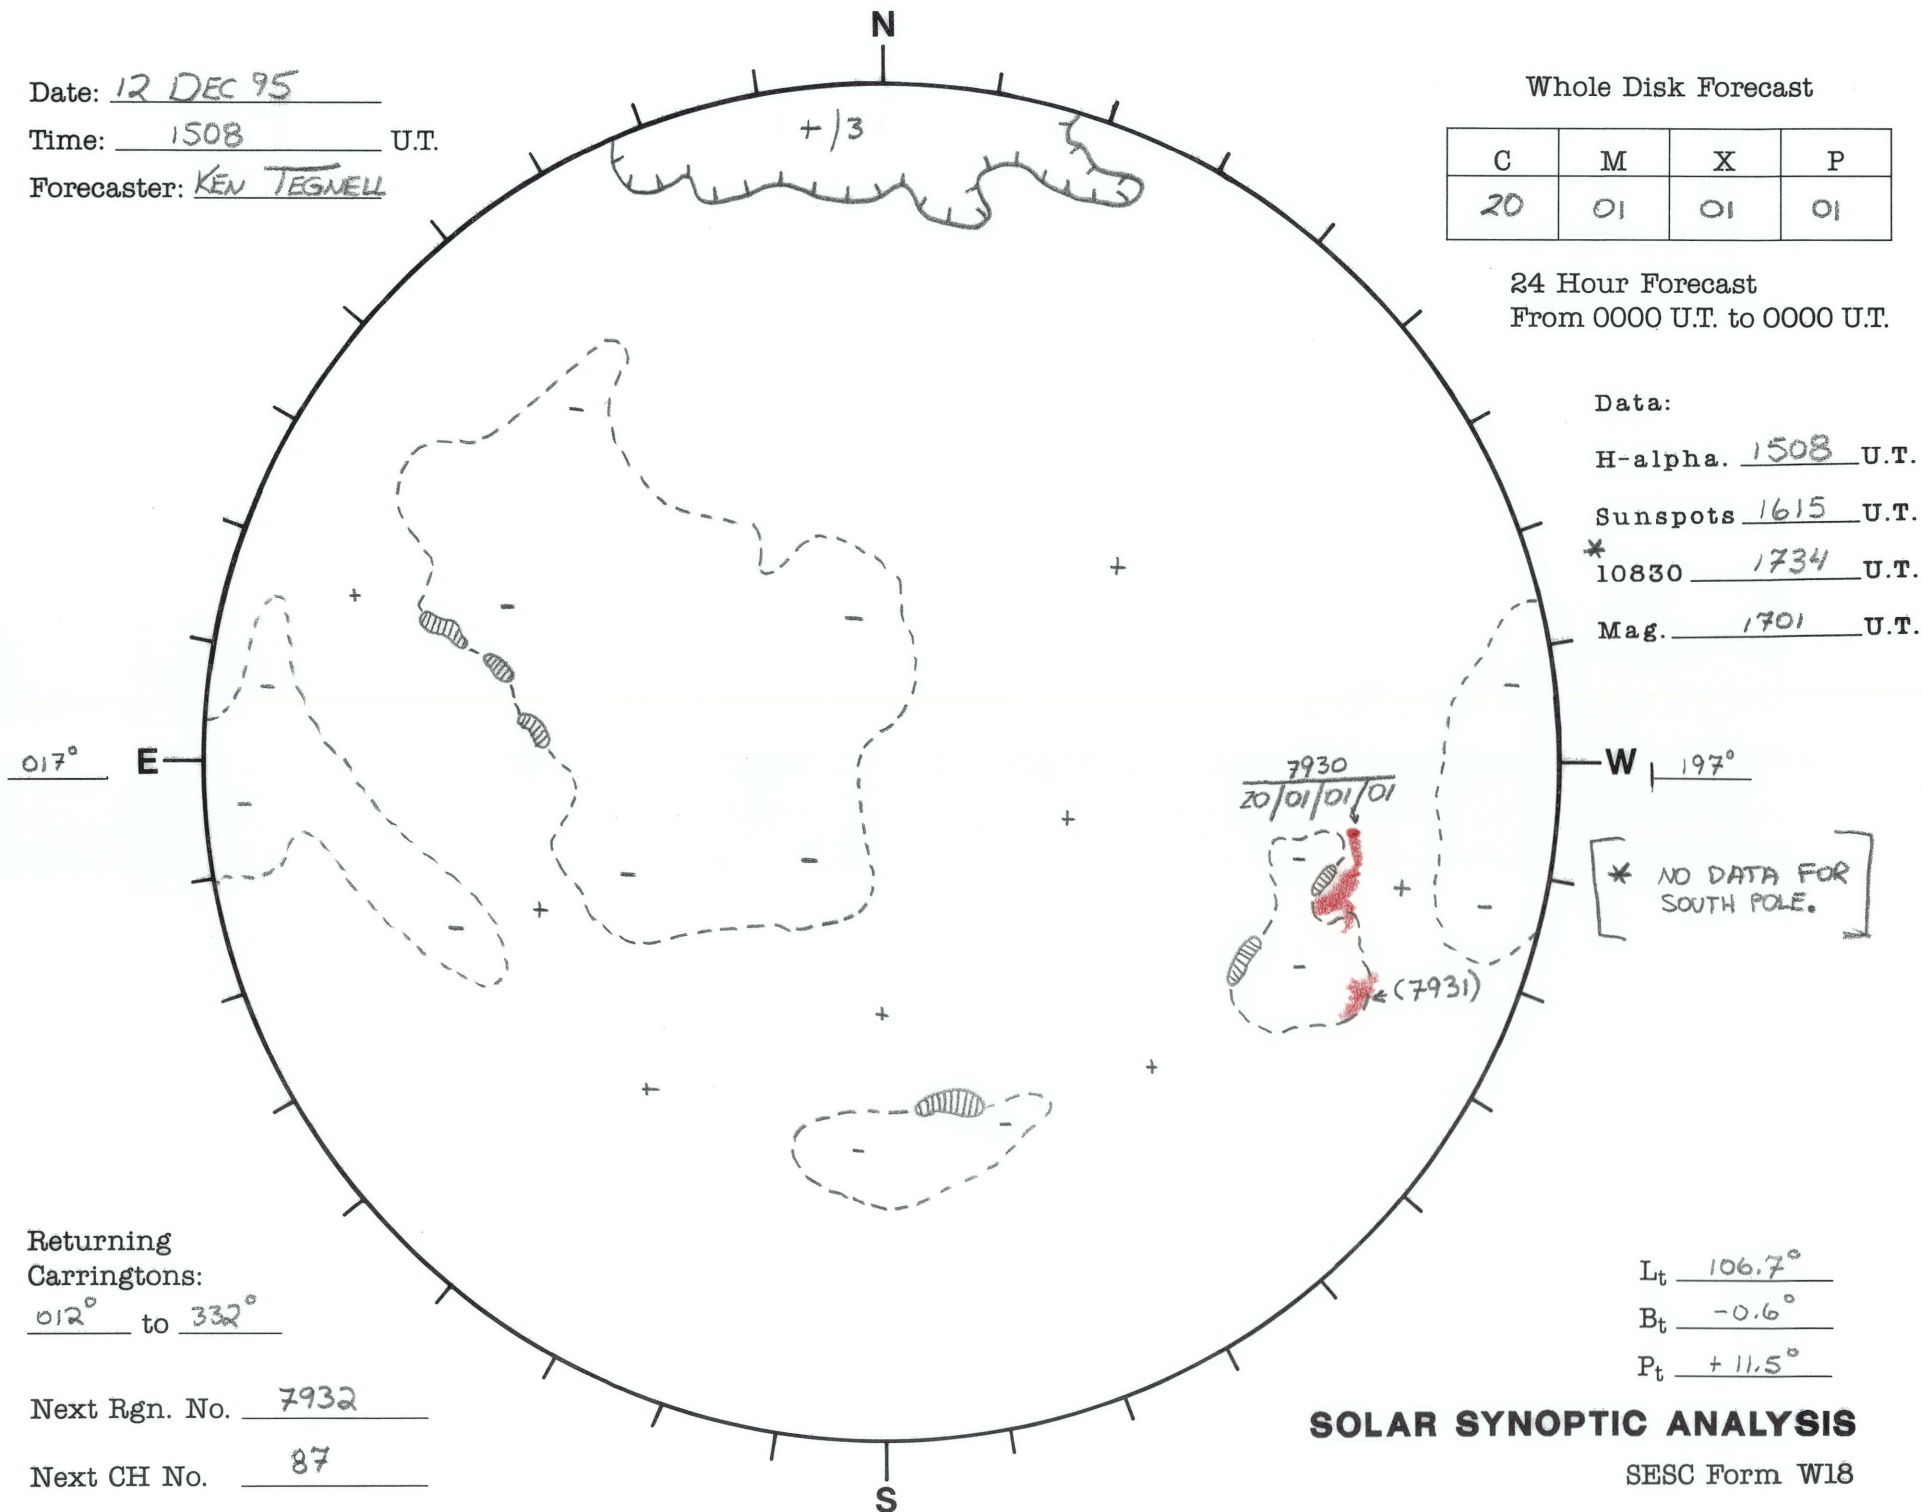 N
Date: 12 DEC 95
Time: 1508 U.T.
Forecaster: KEN TEGNELL
+/3
Whole Disk Forecast
C M X P
20 01 01 01
24 Hour Forecast
From 0000 U.T. to 0000 U.T.
Data:
H-alpha. 1508 U.T.
Sunspots 1615 U.T.
* 10830 1734 U.T.
Mag. 1701 U.T.
017° E
W 197°
7930
20/01/01/01
[* NO DATA FOR
SOUTH POLE.]
(7931)
Returning
Carringtons:
012° to 332°
Next Rgn. No. 7932
Next CH No. 87
Lt 106.7°
Bt -0.6°
Pt +11.5°
SOLAR SYNOPTIC ANALYSIS
SESC Form W18
S